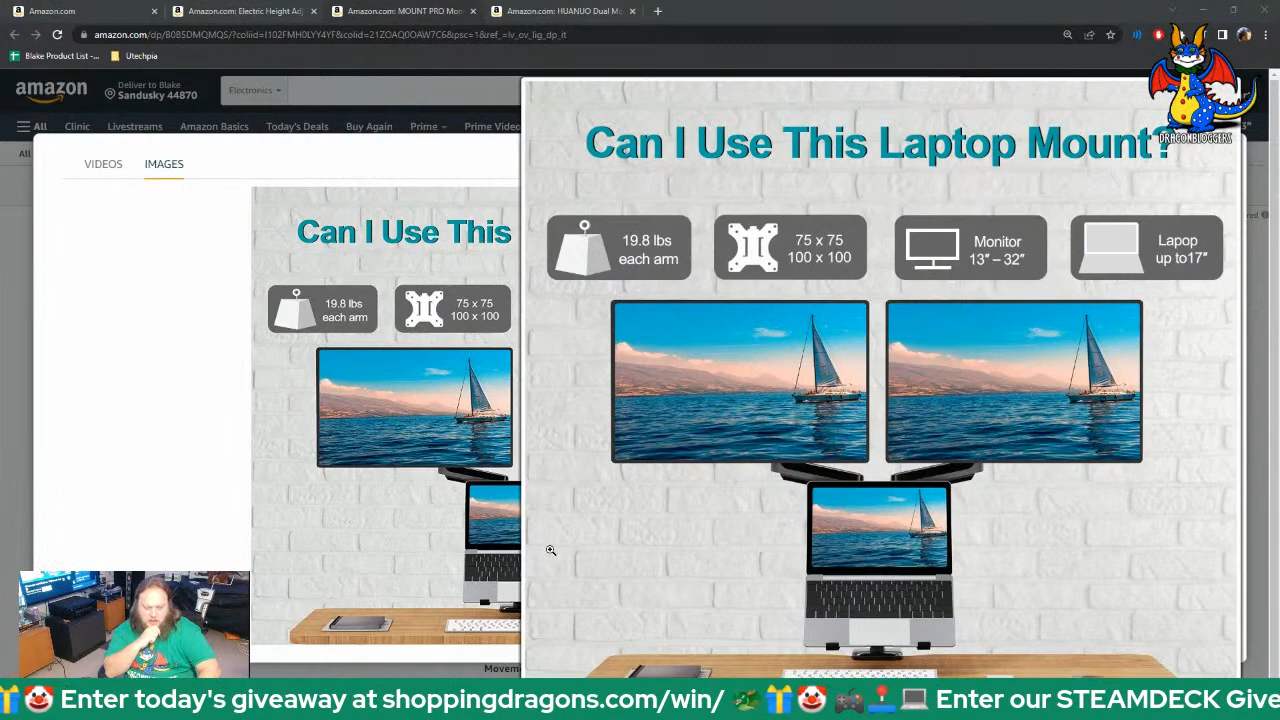 Amazon.com
Amazon.com: Electric Height Adj
Amazon.com: MOUNT PRO Mon
Amazon.com: HUANUO Dual M
amazon.com/dp/B0B5DMQMQS/?coliid=I102FMH0LYY4YF&colid=21ZOAQ0OAW7C6&psc=1&ref_=lv_ov_lig_dp_it
Blake Product List -...
Utechpia
amazon
Deliver to Blake
Sandusky 44870
Electronics
All
Clinic
Livestreams
Amazon Basics
Today's Deals
Buy Again
Prime
Prime Video
DRAGONBLOGGERS
All
VIDEOS
IMAGES
Can I Use This
19.8 lbs
each arm
75 x 75
100 x 100
Can I Use This Laptop Mount?
19.8 lbs
each arm
75 x 75
100 x 100
Monitor
13″ – 32″
Lapop
up to17″
Movem
Enter today's giveaway at shoppingdragons.com/win/
Enter our STEAMDECK Give